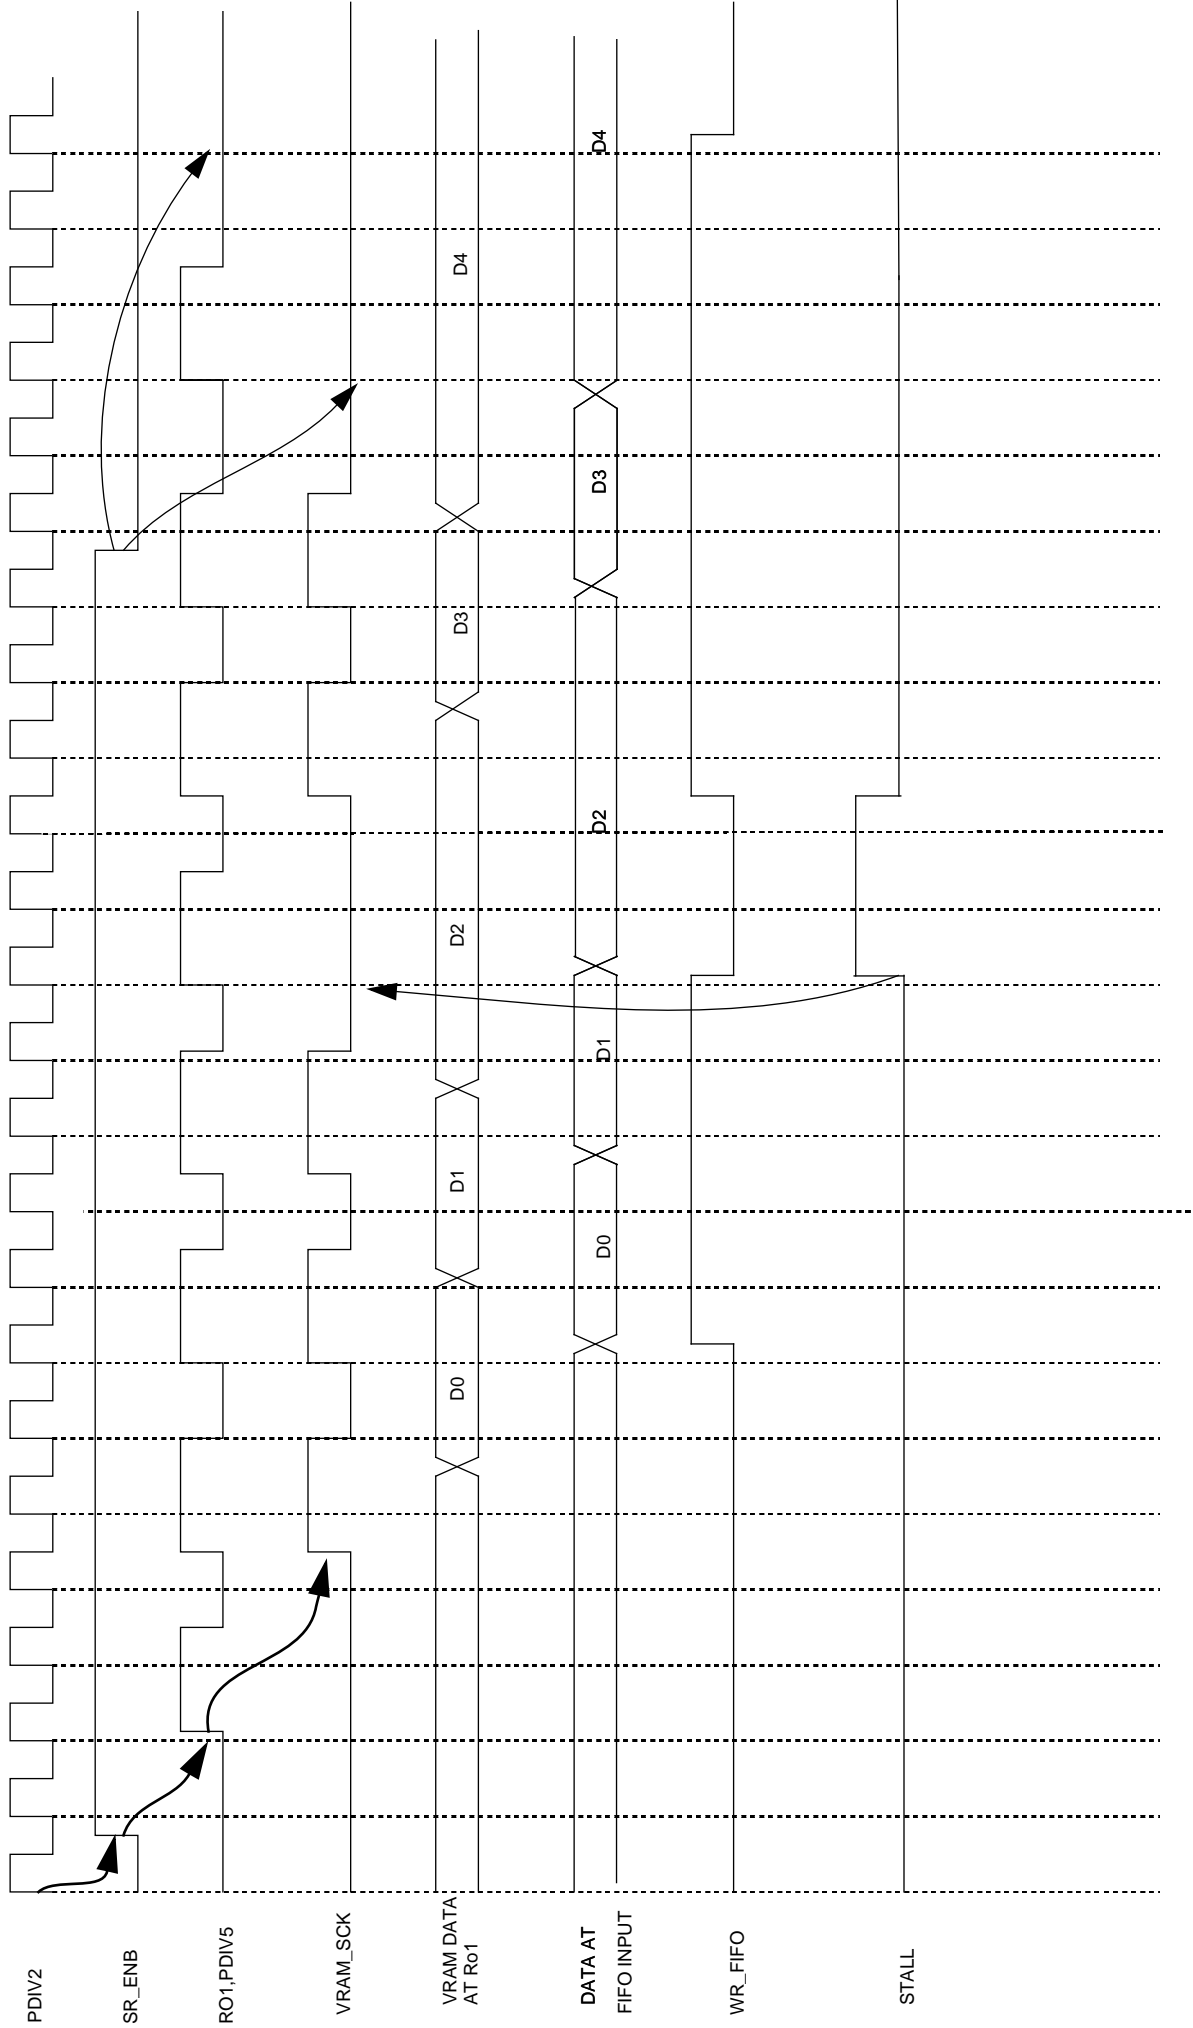 PDIV2
SR_ENB
RO1,PDIV5
VRAM_SCK
VRAM DATA
AT Ro1
D0
D1
D2
D3
D4
DATA AT
FIFO INPUT
D0
D1
D2
D3
D4
WR_FIFO
STALL